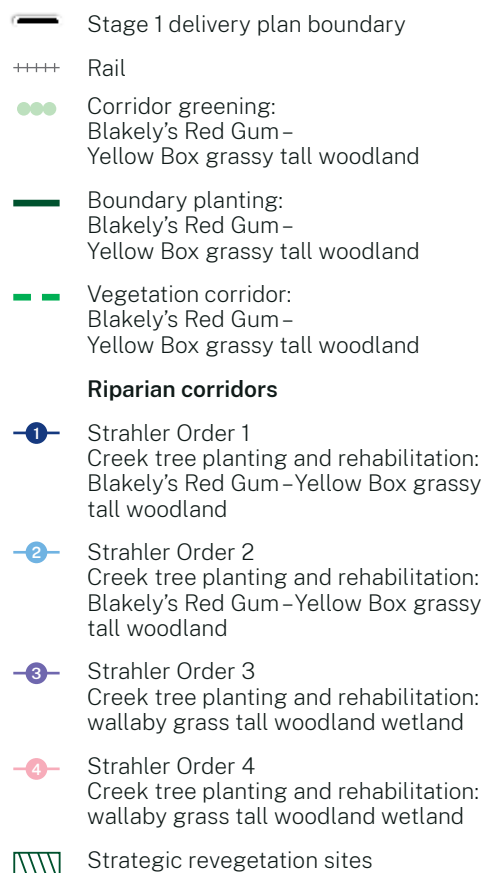 Stage 1 delivery plan boundary
Rail
Corridor greening:
Blakely’s Red Gum –
Yellow Box grassy tall woodland
Boundary planting:
Blakely’s Red Gum –
Yellow Box grassy tall woodland
Vegetation corridor:
Blakely’s Red Gum –
Yellow Box grassy tall woodland
Riparian corridors
1 Strahler Order 1
Creek tree planting and rehabilitation:
Blakely’s Red Gum – Yellow Box grassy
tall woodland
2 Strahler Order 2
Creek tree planting and rehabilitation:
Blakely’s Red Gum – Yellow Box grassy
tall woodland
3 Strahler Order 3
Creek tree planting and rehabilitation:
wallaby grass tall woodland wetland
4 Strahler Order 4
Creek tree planting and rehabilitation:
wallaby grass tall woodland wetland
Strategic revegetation sites